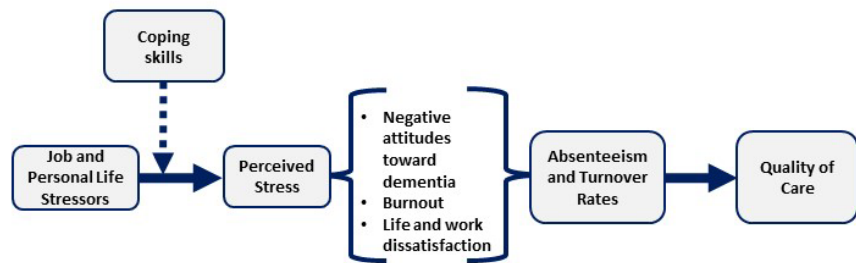 Coping
skills
Job and
Personal Life
Stressors
Perceived
Stress
• Negative
attitudes
toward
dementia
• Burnout
• Life and work
dissatisfaction
Absenteeism
and Turnover
Rates
Quality of
Care